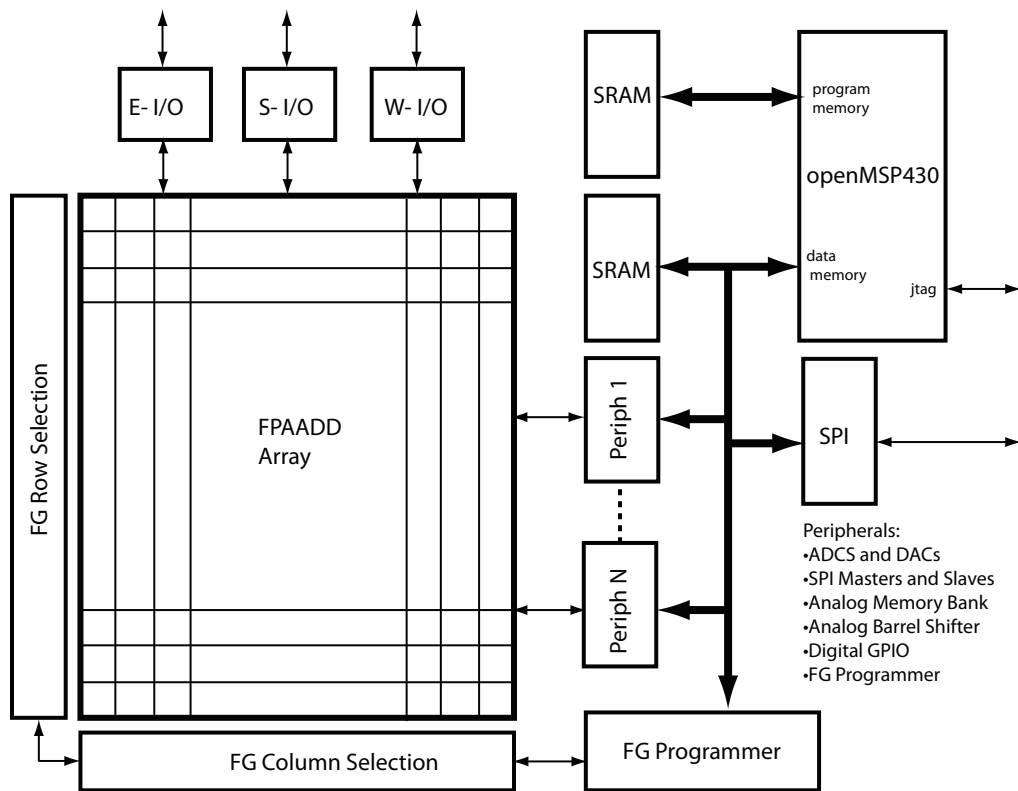 E- I/O
S- I/O
W- I/O
SRAM
program
memory
openMSP430
SRAM
data
memory
jtag
FG Row Selection
FPAADD
Array
Periph 1
SPI
Periph N
Peripherals:
•ADCS and DACs
•SPI Masters and Slaves
•Analog Memory Bank
•Analog Barrel Shifter
•Digital GPIO
•FG Programmer
FG Column Selection
FG Programmer